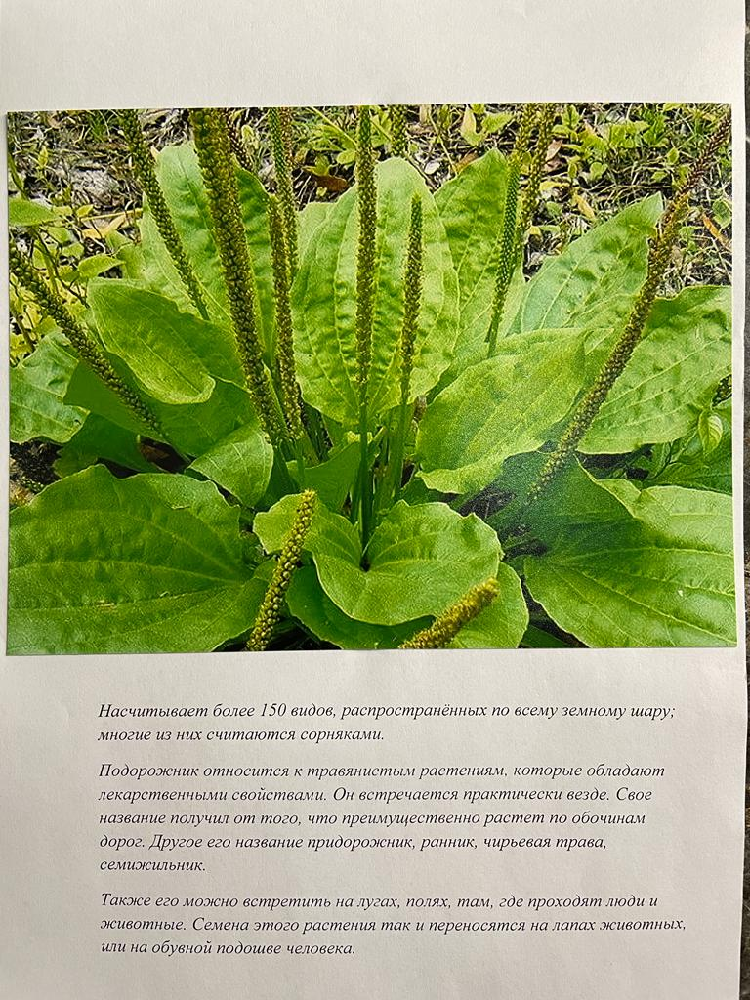 Насчитывает более 150 видов, распространённых по всему земному шару;
многие из них считаются сорняками.
Подорожник относится к травянистым растениям, которые обладают
лекарственными свойствами. Он встречается практически везде. Свое
название получил от того, что преимущественно растет по обочинам
дорог. Другое его название придорожник, ранник, чирьевая трава,
семижильник.
Также его можно встретить на лугах, полях, там, где проходят люди и
животные. Семена этого растения так и переносятся на лапах животных,
или на обувной подошве человека.